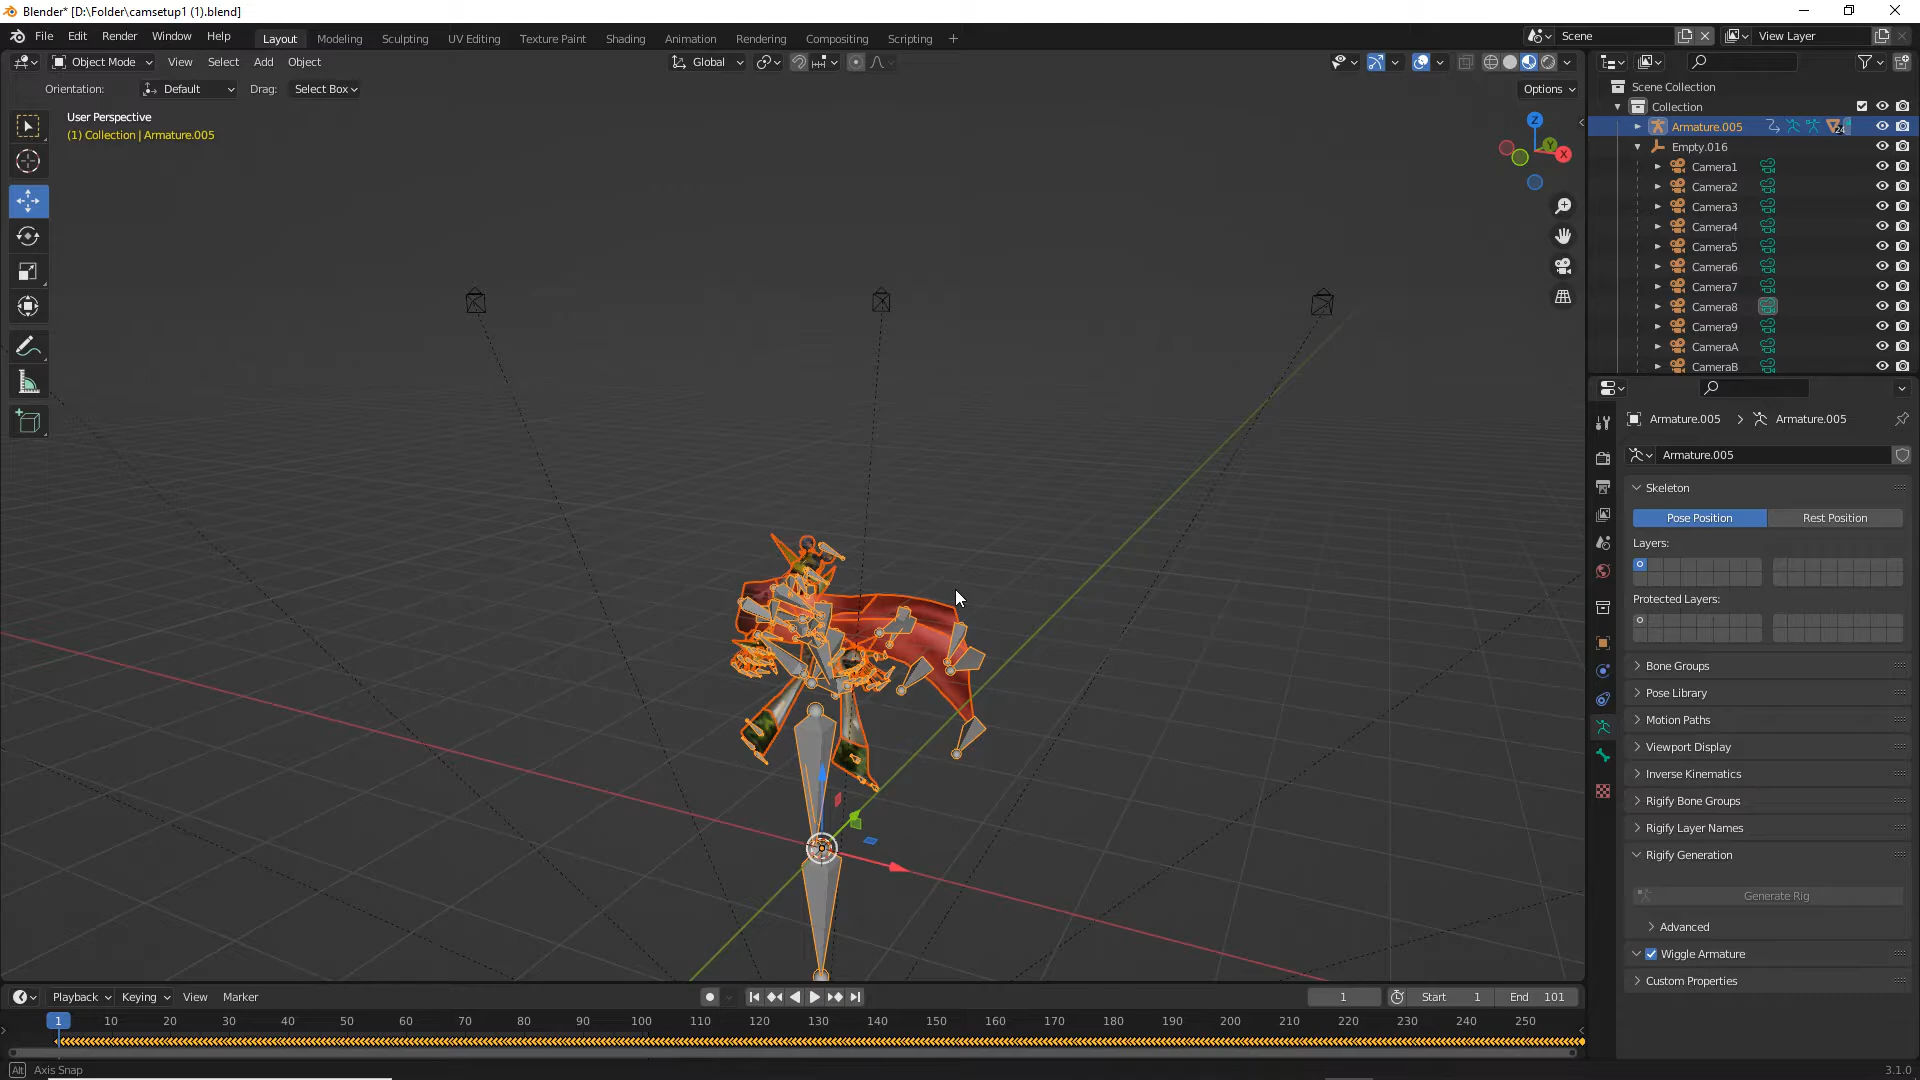 Blender* [D:\Folder\camsetup1 (1).blend]
File Edit Render Window Help
Layout Modeling Sculpting UV Editing Texture Paint Shading Animation Rendering Compositing Scripting
Scene
View Layer
Object Mode View Select Add Object
Global
Orientation: Default Drag: Select Box
Options
User Perspective
(1) Collection | Armature.005
Z
Y
X
Scene Collection
Collection
Armature.005
24
Empty.016
Camera1
Camera2
Camera3
Camera4
Camera5
Camera6
Camera7
Camera8
Camera9
CameraA
CameraB
Armature.005 > Armature.005
Armature.005
Skeleton
Pose Position Rest Position
Layers:
Protected Layers:
Bone Groups
Pose Library
Motion Paths
Viewport Display
Inverse Kinematics
Rigify Bone Groups
Rigify Layer Names
Rigify Generation
Generate Rig
Advanced
Wiggle Armature
Custom Properties
Playback Keying View Marker
1 Start 1 End 101
1 10 20 30 40 50 60 70 80 90 100 110 120 130 140 150 160 170 180 190 200 210 220 230 240 250
Alt Axis Snap
3.1.0